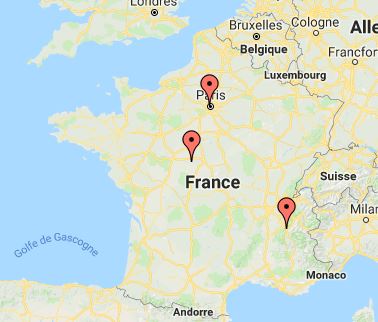 Londres
Bruxelles
Cologne
Alle
Belgique
Francfor
Luxembourg
Paris
Suisse
France
Milan
Golfe de Gascogne
Monaco
Andorre